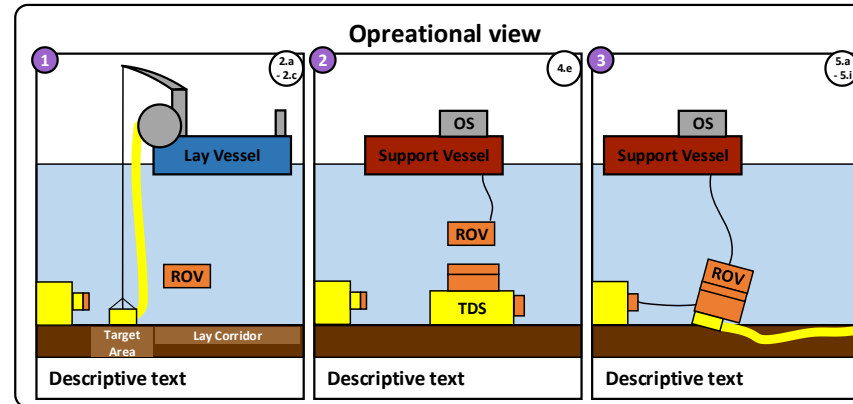 Opreational view
1
2.a
- 2.c
Lay Vessel
ROV
Target
Area
Lay Corridor
Descriptive text
2
4.e
OS
Support Vessel
ROV
TDS
Descriptive text
3
5.a
- 5.i
OS
Support Vessel
ROV
Descriptive text